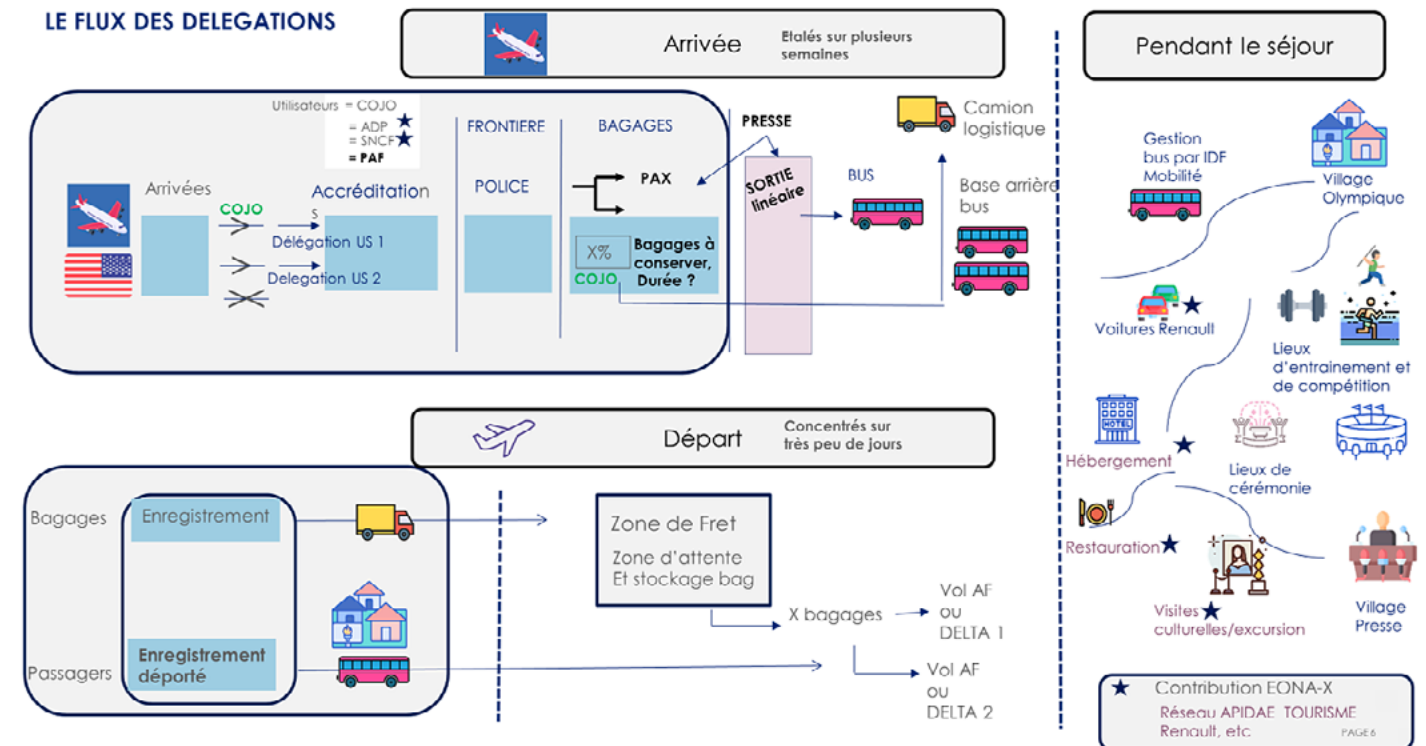 LE FLUX DES DELEGATIONS
Arrivée
Etalés sur plusieurs
semaines
Pendant le séjour
Utilisateurs = COJO
= ADP
= SNCF
= PAF
FRONTIERE
BAGAGES
PRESSE
Camion
logistique
Arrivées
Accréditation
POLICE
PAX
SORTIE
linéaire
BUS
Base arrière
bus
COJO
S
Délégation US 1
Delegation US 2
X%
COJO
Bagages à
conserver,
Durée ?
Gestion
bus par IDF
Mobilité
Village
Olympique
Voitures Renault
Lieux
d'entrainement et
de compétition
HOTEL
Hébergement
Lieux de
cérémonie
Restauration
Visites
culturelles/excursion
Village
Presse
Départ
Concentrés sur
très peu de jours
Bagages
Enregistrement
Passagers
Enregistrement
déporté
Zone de Fret
Zone d'attente
Et stockage bag
X bagages
Vol AF
ou
DELTA 1
Vol AF
ou
DELTA 2
Contribution EONA-X
Réseau APIDAE TOURISME
Renault, etc
PAGE 6